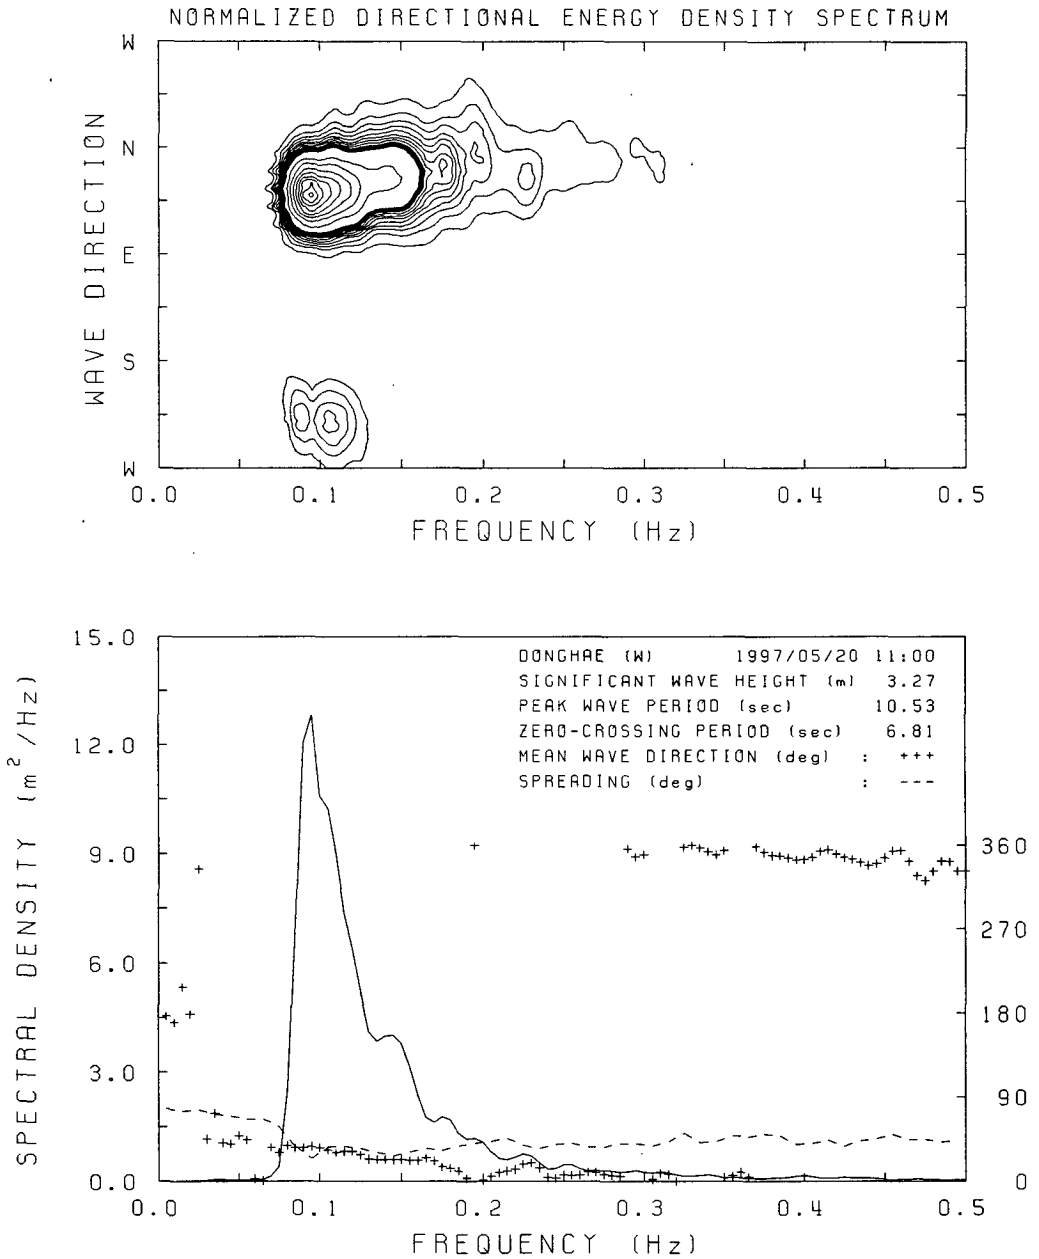 NORMALIZED DIRECTIONAL ENERGY DENSITY SPECTRUM
W
N
E
S
W
WAVE DIRECTION
0.0 0.1 0.2 0.3 0.4 0.5
FREQUENCY (Hz)
15.0
12.0
9.0
6.0
3.0
0.0
SPECTRAL DENSITY (m²/Hz)
DONGHAE (W) 1997/05/20 11:00
SIGNIFICANT WAVE HEIGHT (m) 3.27
PEAK WAVE PERIOD (sec) 10.53
ZERO-CROSSING PERIOD (sec) 6.81
MEAN WAVE DIRECTION (deg) : +++
SPREADING (deg) : ---
360
270
180
90
0
0.0 0.1 0.2 0.3 0.4 0.5
FREQUENCY (Hz)